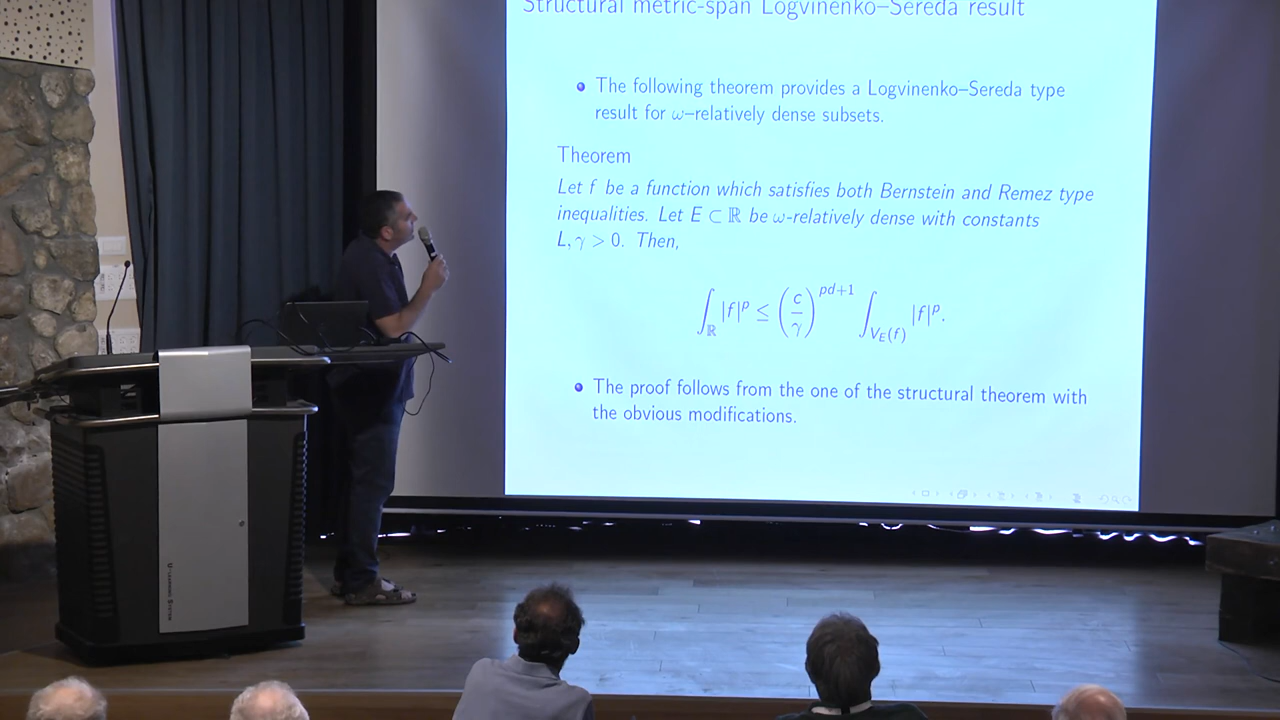 Structural metric-span Logvinenko–Sereda result
• The following theorem provides a Logvinenko–Sereda type
result for ω–relatively dense subsets.
Theorem
Let f be a function which satisfies both Bernstein and Remez type
inequalities. Let E ⊂ ℝ be ω-relatively dense with constants
L, γ > 0. Then,
∫_ℝ |f|^p ≤ (c/γ)^{pd+1} ∫_{V_E(f)} |f|^p.
• The proof follows from the one of the structural theorem with
the obvious modifications.